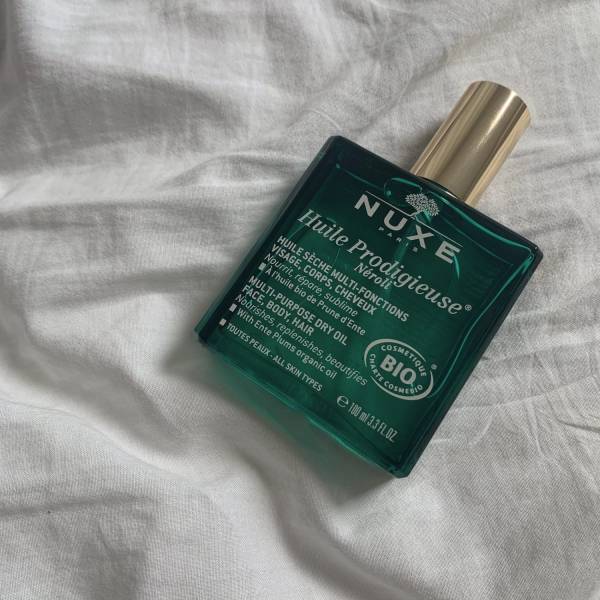 NUXE
PARIS
Huile Prodigieuse®
Néroli
HUILE SÈCHE MULTI-FONCTIONS
VISAGE, CORPS, CHEVEUX
Nourrit, répare, sublime
À l'huile bio de Prune d'Ente
MULTI-PURPOSE DRY OIL
FACE, BODY, HAIR
Nourishes, replenishes, beautifies
With Ente Plums organic oil
TOUTES PEAUX - ALL SKIN TYPES
COSMETIQUE
BIO
CHARTE COSMEBIO
℮ 100 ml 3.3 FL.OZ.